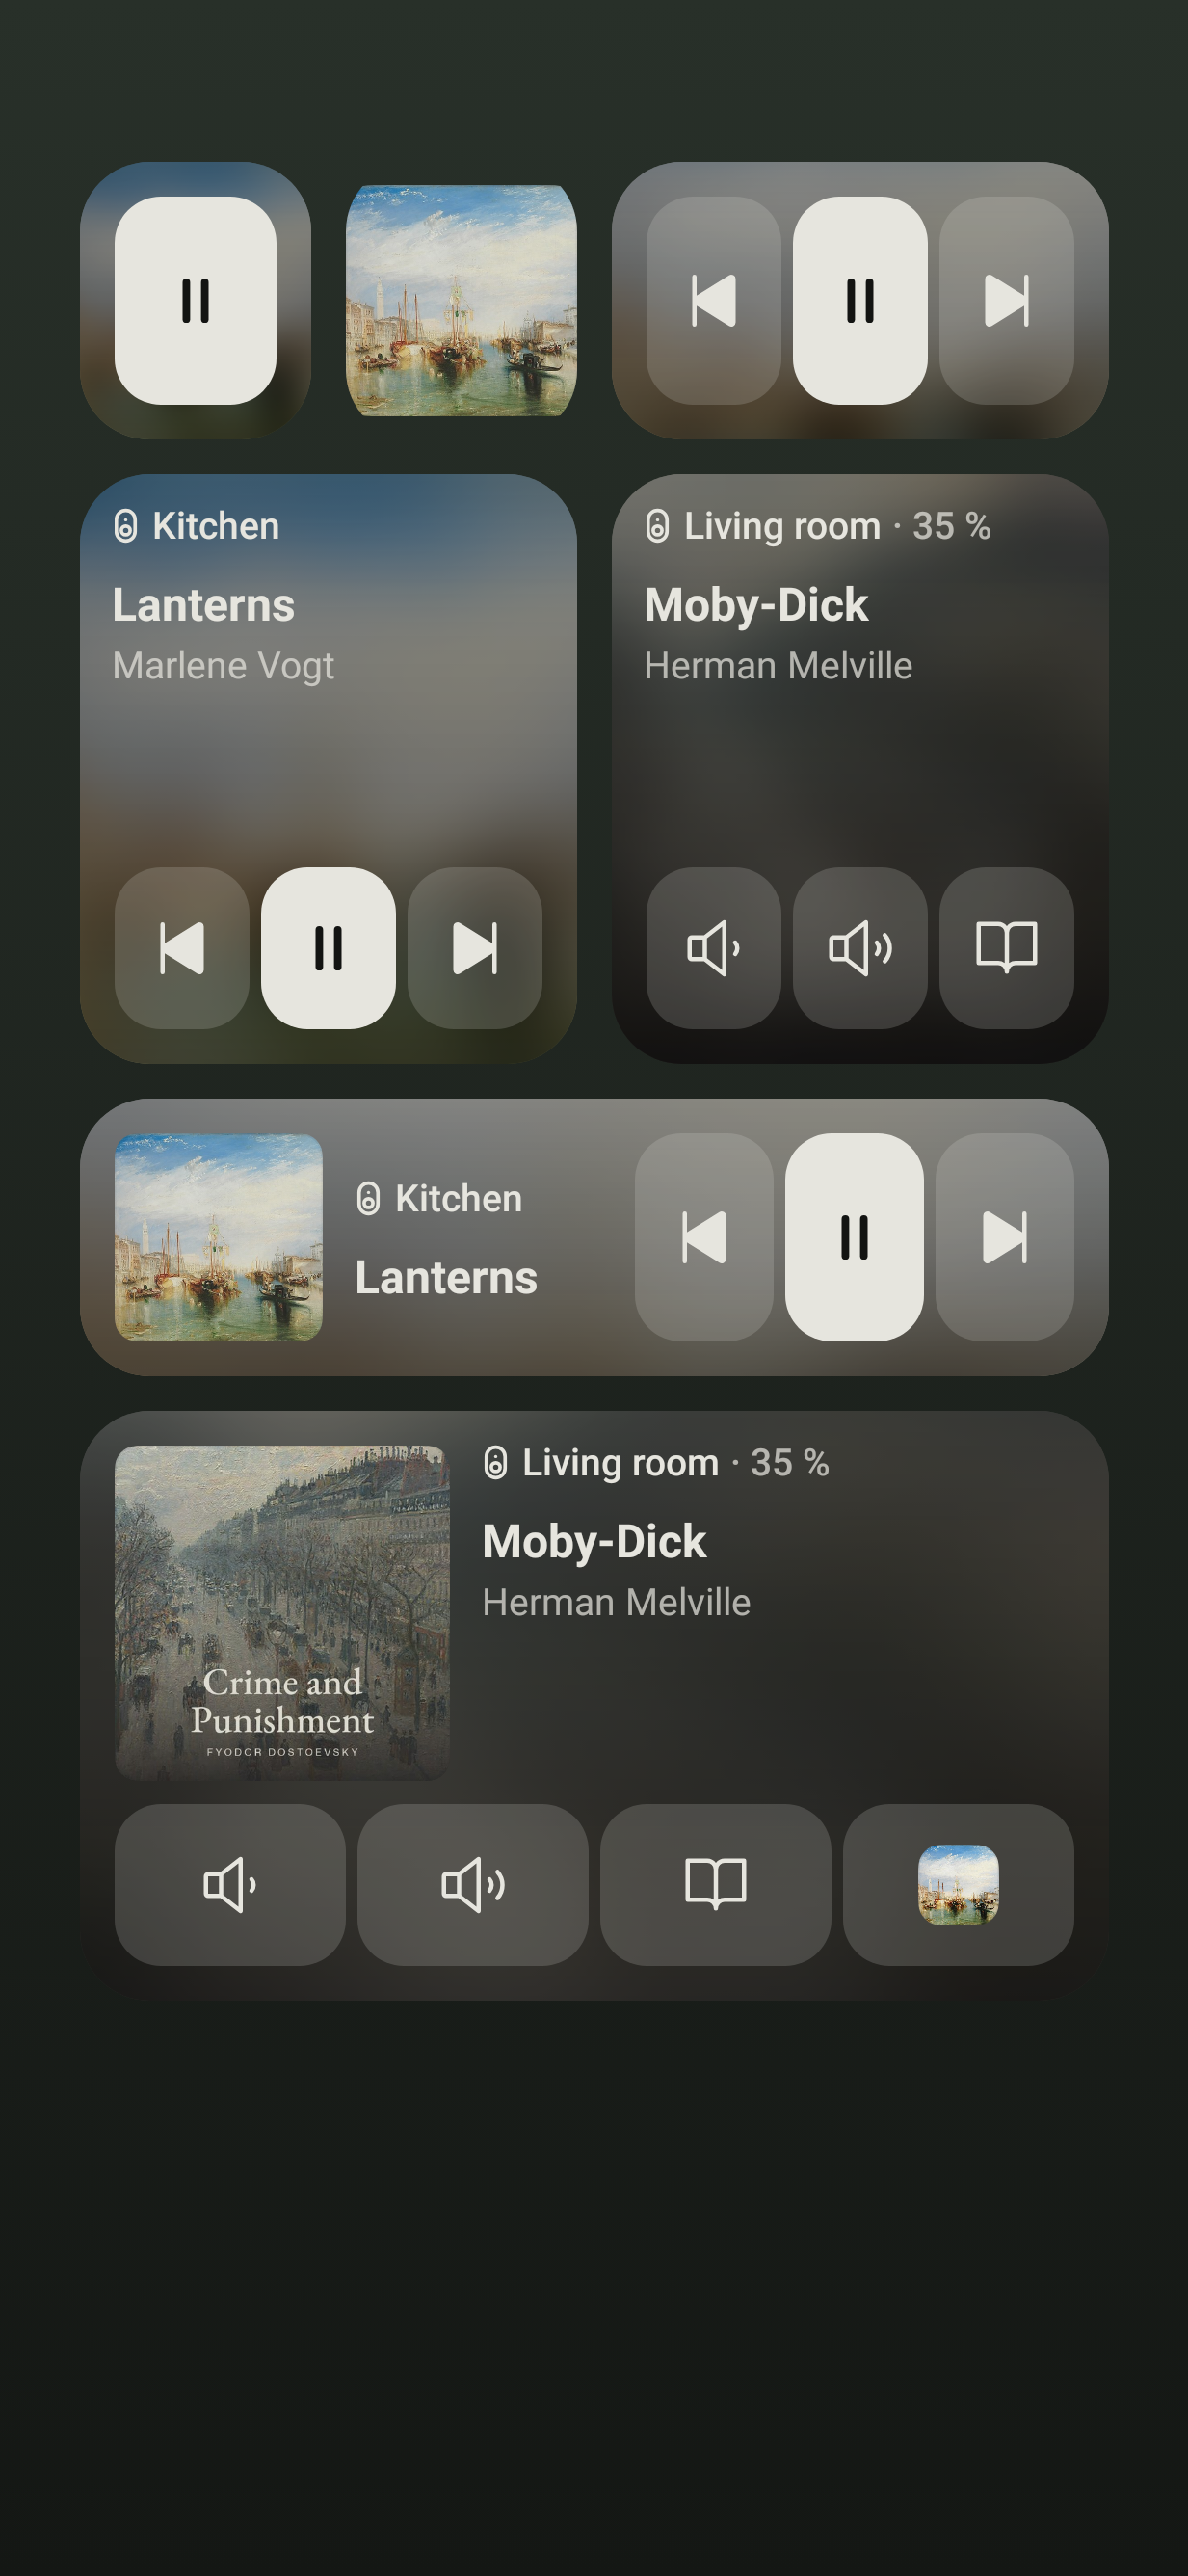 Kitchen
Lanterns
Marlene Vogt
Living room · 35 %
Moby-Dick
Herman Melville
Kitchen
Lanterns
Living room · 35 %
Moby-Dick
Herman Melville
Crime and
Punishment
FYODOR DOSTOEVSKY